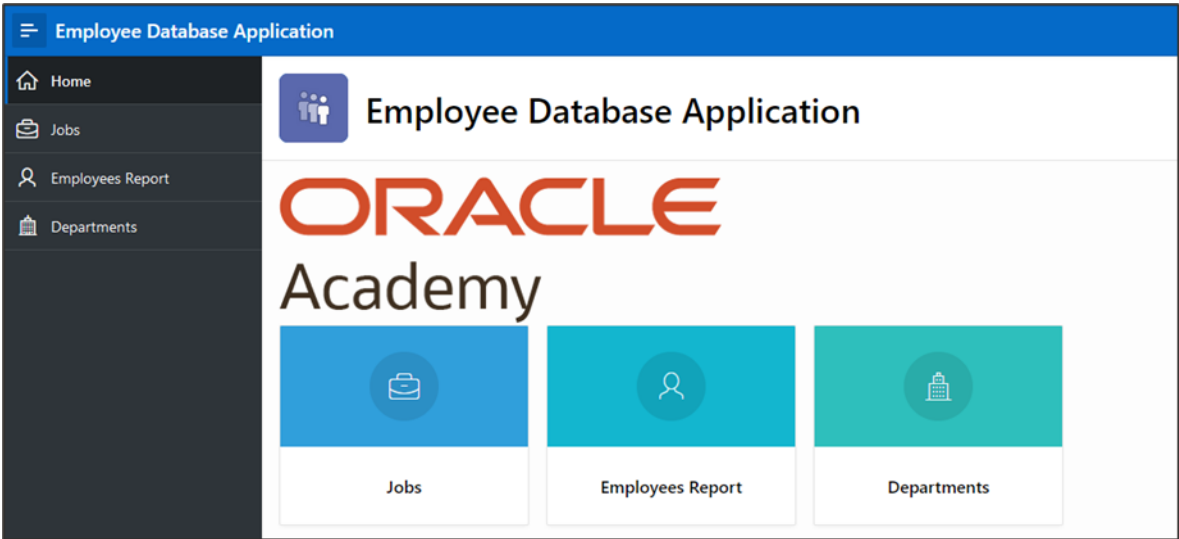 Employee Database Application
Home
Jobs
Employees Report
Departments
Employee Database Application
ORACLE
Academy
Jobs
Employees Report
Departments